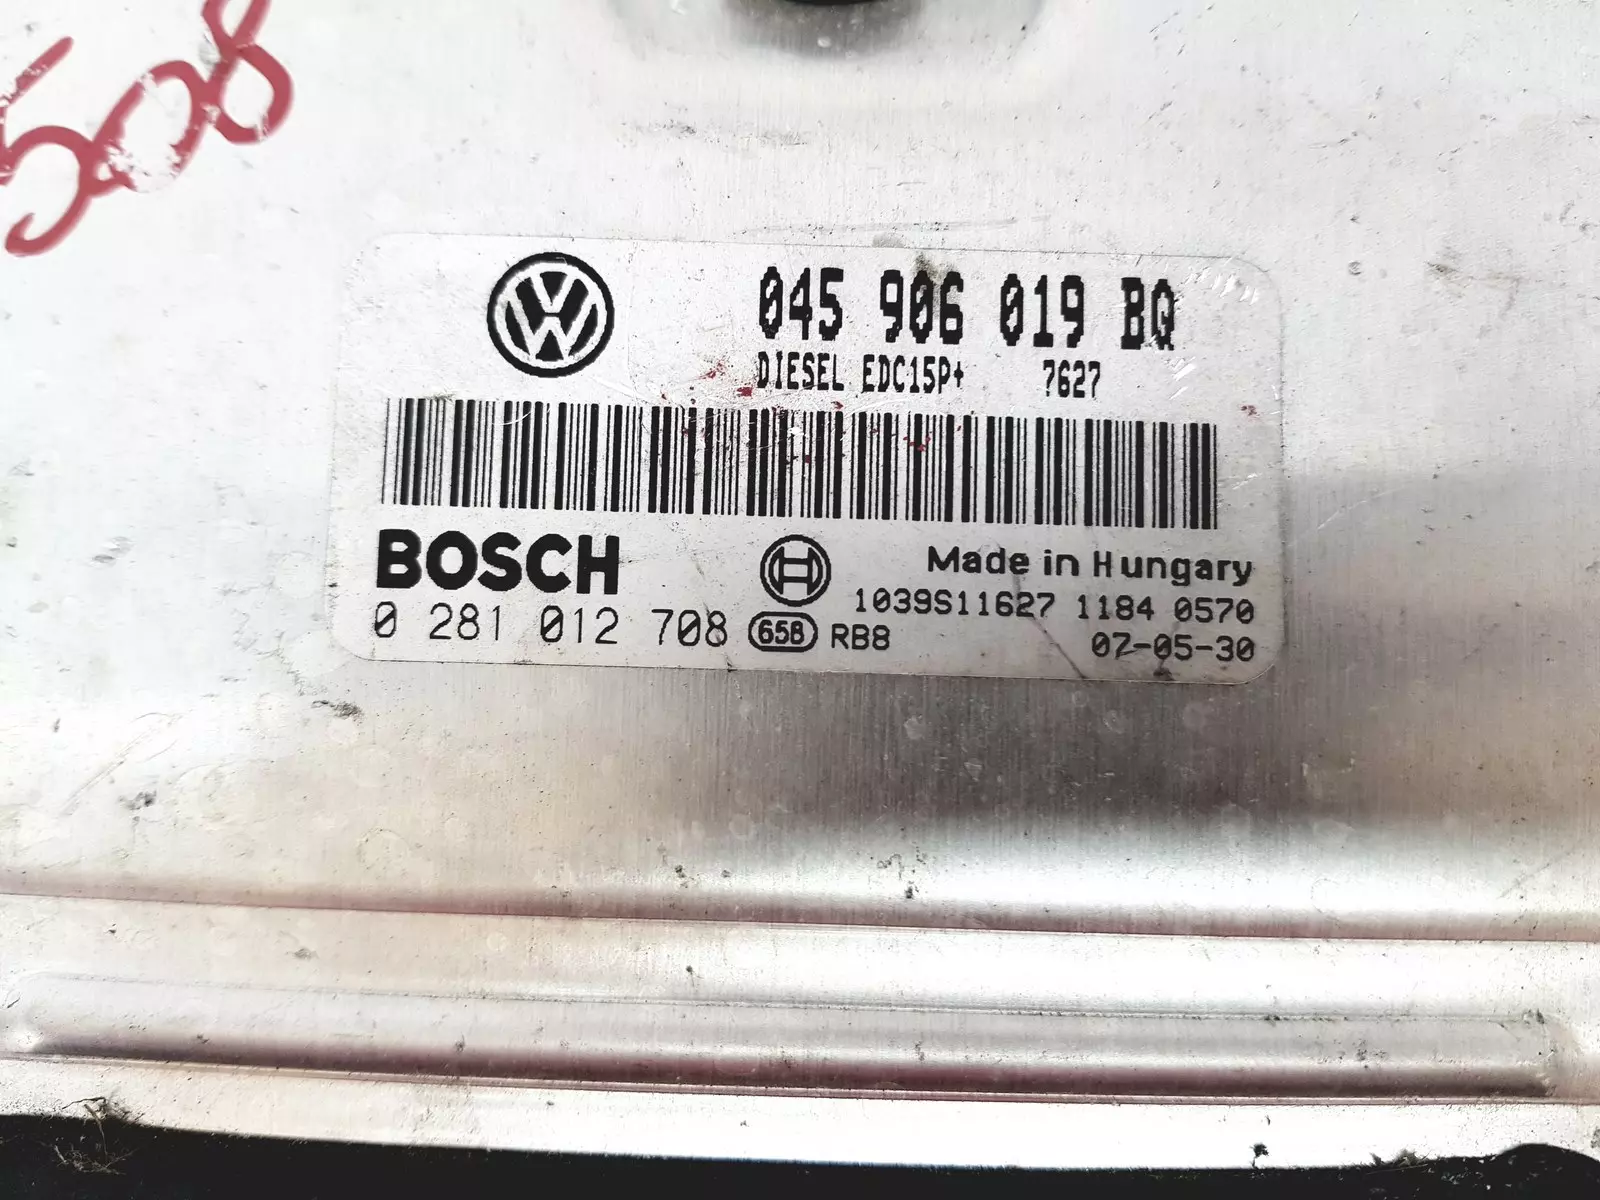 508
045 906 019 BQ
DIESEL EDC15P+ 7627
BOSCH
Made in Hungary
1039S11627 1184 0570
0 281 012 708 65B RB8
07-05-30